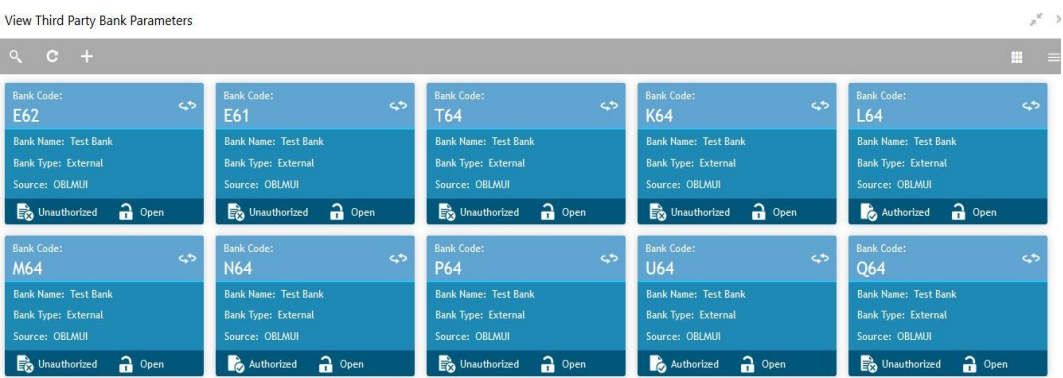 View Third Party Bank Parameters
Bank Code:
E62
Bank Name: Test Bank
Bank Type: External
Source: OBLMUI
Unauthorized Open
Bank Code:
E61
Bank Name: Test Bank
Bank Type: External
Source: OBLMUI
Unauthorized Open
Bank Code:
T64
Bank Name: Test Bank
Bank Type: External
Source: OBLMUI
Unauthorized Open
Bank Code:
K64
Bank Name: Test Bank
Bank Type: External
Source: OBLMUI
Unauthorized Open
Bank Code:
L64
Bank Name: Test Bank
Bank Type: External
Source: OBLMUI
Authorized Open
Bank Code:
M64
Bank Name: Test Bank
Bank Type: External
Source: OBLMUI
Unauthorized Open
Bank Code:
N64
Bank Name: Test Bank
Bank Type: External
Source: OBLMUI
Authorized Open
Bank Code:
P64
Bank Name: Test Bank
Bank Type: External
Source: OBLMUI
Unauthorized Open
Bank Code:
U64
Bank Name: Test Bank
Bank Type: External
Source: OBLMUI
Authorized Open
Bank Code:
Q64
Bank Name: Test Bank
Bank Type: External
Source: OBLMUI
Unauthorized Open